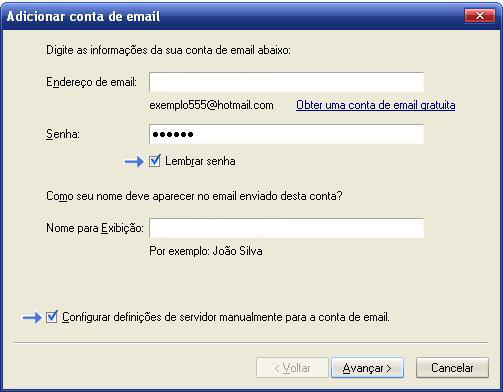 Adicionar conta de email
Digite as informações da sua conta de email abaixo:
Endereço de email:
exemplo555@hotmail.com Obter uma conta de email gratuita
Senha: ●●●●●●
Lembrar senha
Como seu nome deve aparecer no email enviado desta conta?
Nome para Exibição:
Por exemplo: João Silva
Configurar definições de servidor manualmente para a conta de email.
< Voltar Avançar > Cancelar